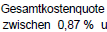 Gesamtkostenquote
zwischen 0,87 % u